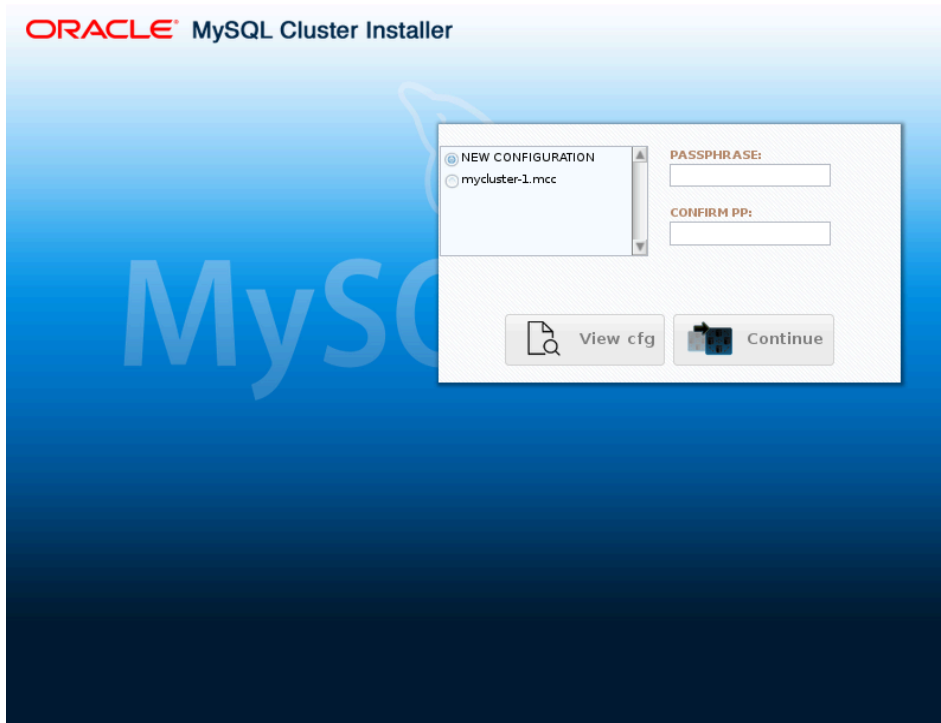 ORACLE® MySQL Cluster Installer
NEW CONFIGURATION
mycluster-1.mcc
PASSPHRASE:
CONFIRM PP:
MySQ
View cfg
Continue